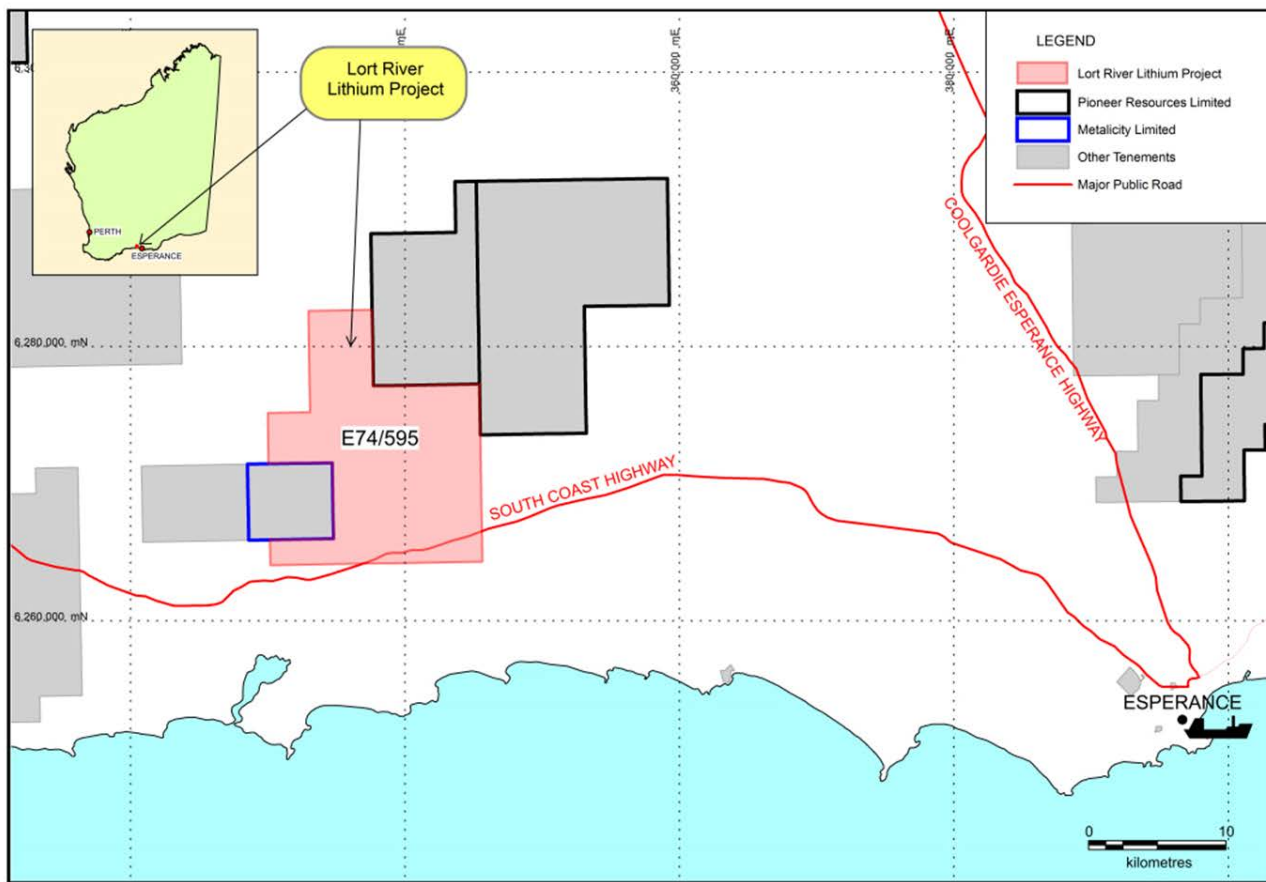 Lort River
Lithium Project
PERTH
ESPERANCE
mE
360,000 mE
380,000 mE
LEGEND
Lort River Lithium Project
Pioneer Resources Limited
Metalicity Limited
Other Tenements
Major Public Road
COOLGARDIE ESPERANCE HIGHWAY
6,280,000 mN
E74/595
SOUTH COAST HIGHWAY
6,260,000 mN
ESPERANCE
0 10
kilometres